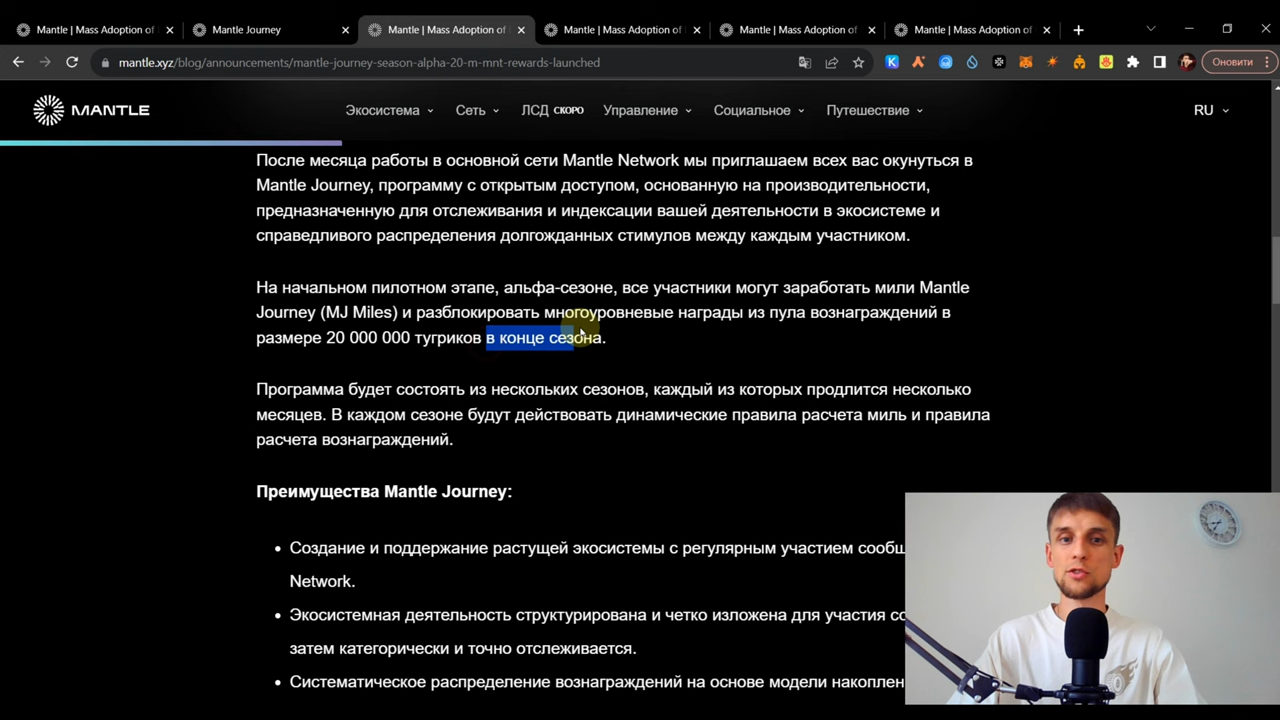 Mantle | Mass Adoption of
Mantle Journey
Mantle | Mass Adoption of
Mantle | Mass Adoption of
Mantle | Mass Adoption of
Mantle | Mass Adoption of
mantle.xyz/blog/announcements/mantle-journey-season-alpha-20-m-mnt-rewards-launched
Оновити
MANTLE
Экосистема
Сеть
ЛСД СКОРО
Управление
Социальное
Путешествие
RU
После месяца работы в основной сети Mantle Network мы приглашаем всех вас окунуться в
Mantle Journey, программу с открытым доступом, основанную на производительности,
предназначенную для отслеживания и индексации вашей деятельности в экосистеме и
справедливого распределения долгожданных стимулов между каждым участником.
На начальном пилотном этапе, альфа-сезоне, все участники могут заработать мили Mantle
Journey (MJ Miles) и разблокировать многоуровневые награды из пула вознаграждений в
размере 20 000 000 тугриков в конце сезона.
Программа будет состоять из нескольких сезонов, каждый из которых продлится несколько
месяцев. В каждом сезоне будут действовать динамические правила расчета миль и правила
расчета вознаграждений.
Преимущества Mantle Journey:
• Создание и поддержание растущей экосистемы с регулярным участием сообщ
Network.
• Экосистемная деятельность структурирована и четко изложена для участия со
затем категорически и точно отслеживается.
• Систематическое распределение вознаграждений на основе модели накоплен